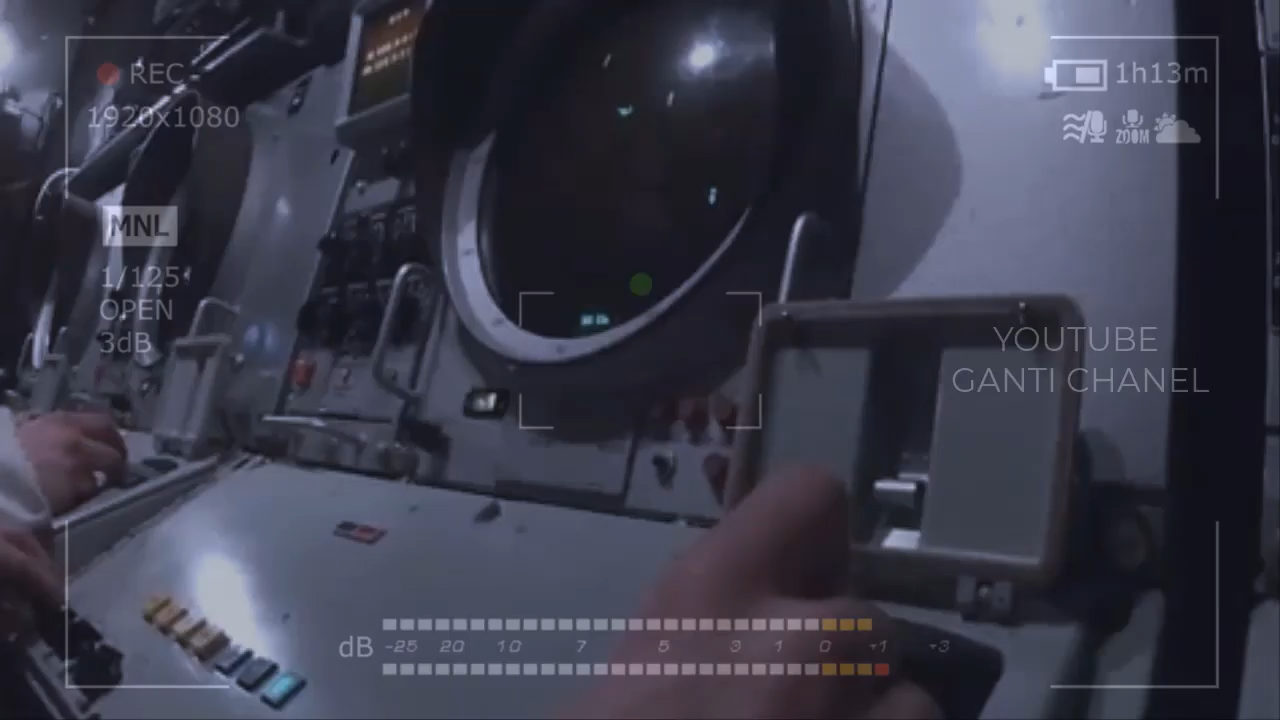 REC
1920x1080
1h13m
ZOOM
MNL
1/125
OPEN
3dB
YOUTUBE
GANTI CHANEL
dB -25 20 10 7 5 3 1 0 +1 +3